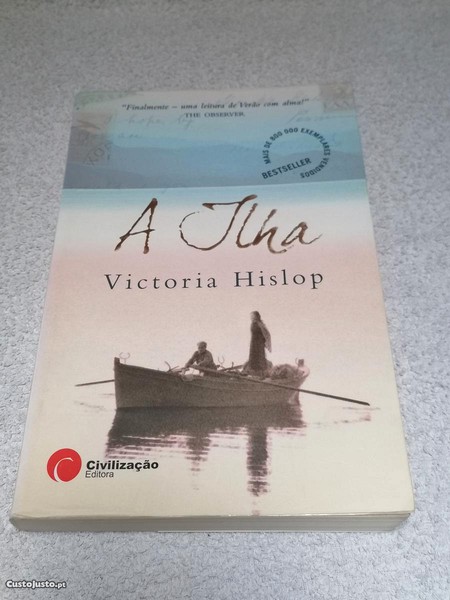 "Finalmente – uma leitura de Verão com alma!"
THE OBSERVER
MAIS DE 800 000 EXEMPLARES VENDIDOS
BESTSELLER
A Ilha
Victoria Hislop
Civilização
Editora
CustoJusto.pt